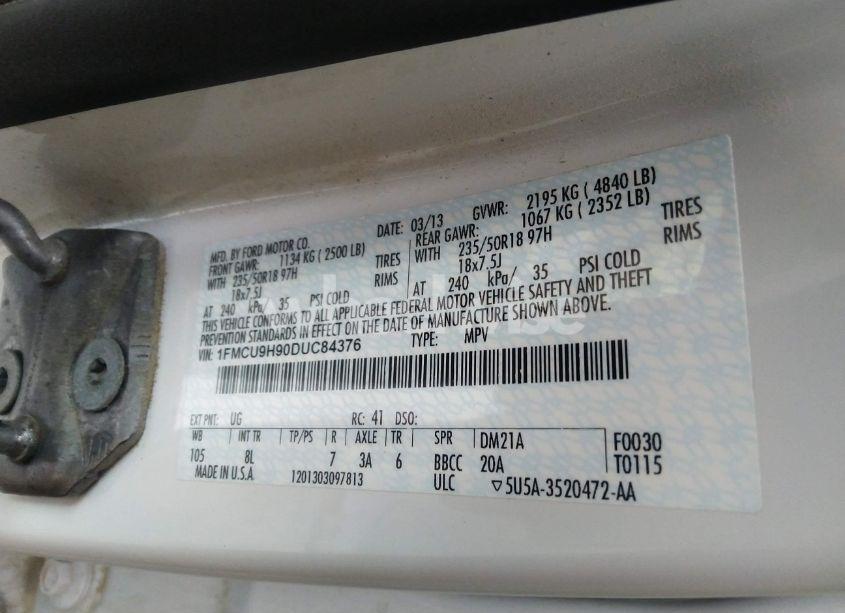 MFD. BY FORD MOTOR CO.
DATE: 03/13 GVWR: 2195 KG ( 4840 LB)
FRONT GAWR: 1134 KG ( 2500 LB) REAR GAWR: 1067 KG ( 2352 LB)
WITH 235/50R18 97H TIRES WITH 235/50R18 97H TIRES
18x7.5J RIMS 18x7.5J RIMS
AT 240 kPa/ 35 PSI COLD AT 240 kPa/ 35 PSI COLD
THIS VEHICLE CONFORMS TO ALL APPLICABLE FEDERAL MOTOR VEHICLE SAFETY AND THEFT
PREVENTION STANDARDS IN EFFECT ON THE DATE OF MANUFACTURE SHOWN ABOVE.
VIN: 1FMCU9H90DUC84376 TYPE: MPV
EXT PNT: UG RC: 41 DSO:
WB INT TR TP/PS R AXLE TR SPR DM21A F0030
105 8L 7 3A 6 BBCC 20A T0115
MADE IN U.S.A. 1201303097813 ULC ▽5U5A-3520472-AA